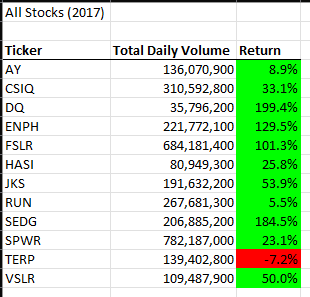 All Stocks (2017)
Ticker Total Daily Volume Return
AY 136,070,900 8.9%
CSIQ 310,592,800 33.1%
DQ 35,796,200 199.4%
ENPH 221,772,100 129.5%
FSLR 684,181,400 101.3%
HASI 80,949,300 25.8%
JKS 191,632,200 53.9%
RUN 267,681,300 5.5%
SEDG 206,885,200 184.5%
SPWR 782,187,000 23.1%
TERP 139,402,800 -7.2%
VSLR 109,487,900 50.0%